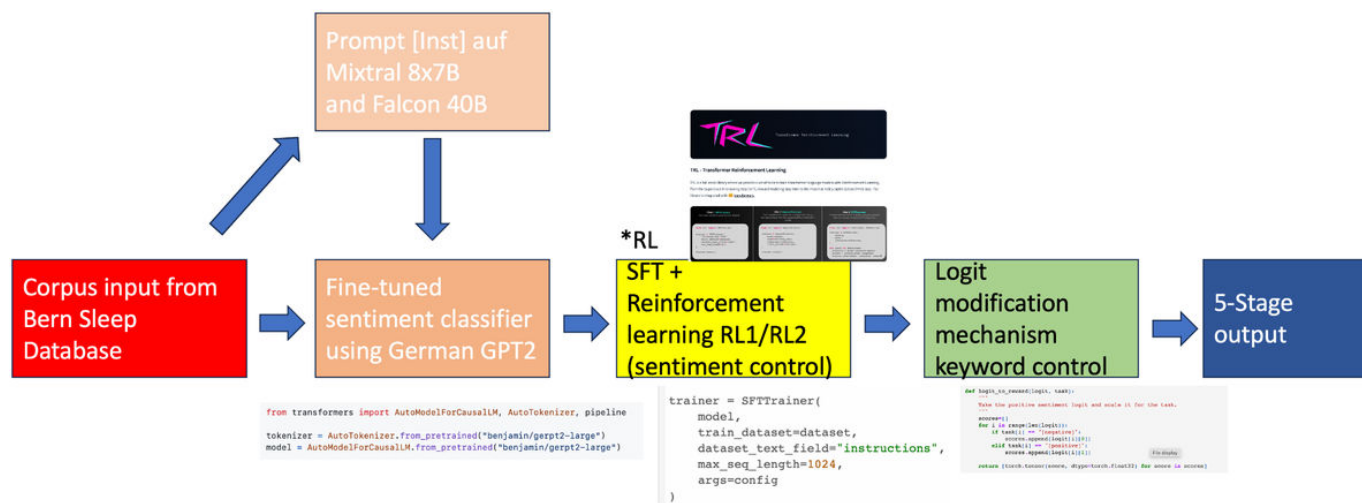 Prompt [Inst] auf
Mixtral 8x7B
and Falcon 40B
TRL
Transformer Reinforcement Learning
TRL - Transformer Reinforcement Learning
*RL
Corpus input from
Bern Sleep
Database
Fine-tuned
sentiment classifier
using German GPT2
SFT +
Reinforcement
learning RL1/RL2
(sentiment control)
Logit
modification
mechanism
keyword control
5-Stage
output
from transformers import AutoModelForCausalLM, AutoTokenizer, pipeline
tokenizer = AutoTokenizer.from_pretrained("benjamin/gerpt2-large")
model = AutoModelForCausalLM.from_pretrained("benjamin/gerpt2-large")
trainer = SFTTrainer(
model,
train_dataset=dataset,
dataset_text_field="instructions",
max_seq_length=1024,
args=config
)
Take the positive sentiment logit and scale it for the task.
"""
scores=[]
for i in range(len(logit)):
if task[i] == "[negative]":
scores.append(logit[i][0])
elif task[i] == "[positive]":
scores.append(logit[i][1])
return [torch.tensor(score, dtype=torch.float32) for score in scores]